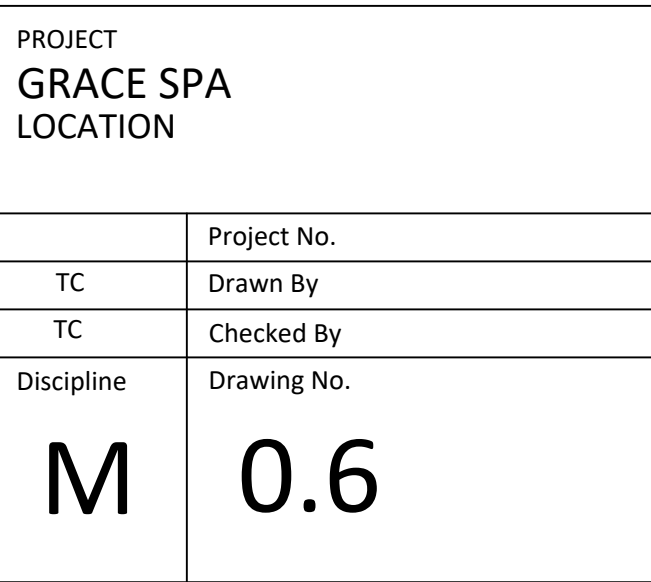 PROJECT
GRACE SPA
LOCATION
Project No.
TC Drawn By
TC Checked By
Discipline Drawing No.
M 0.6